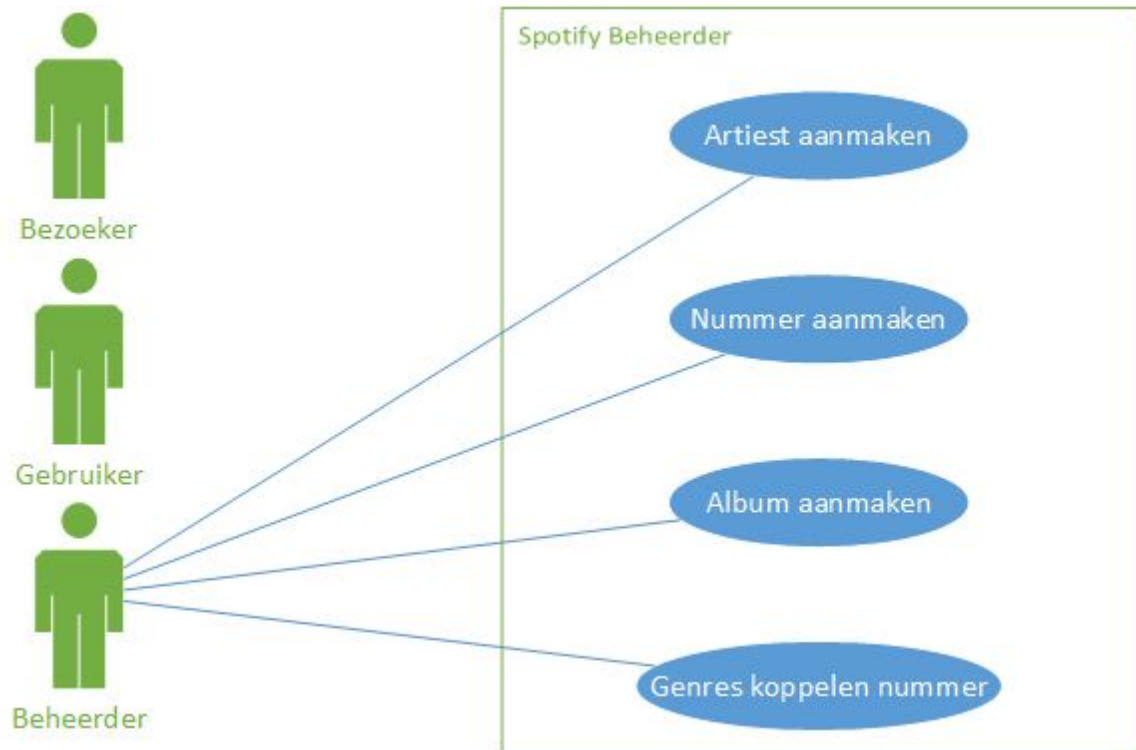 Spotify Beheerder
Artiest aanmaken
Bezoeker
Nummer aanmaken
Gebruiker
Album aanmaken
Genres koppelen nummer
Beheerder